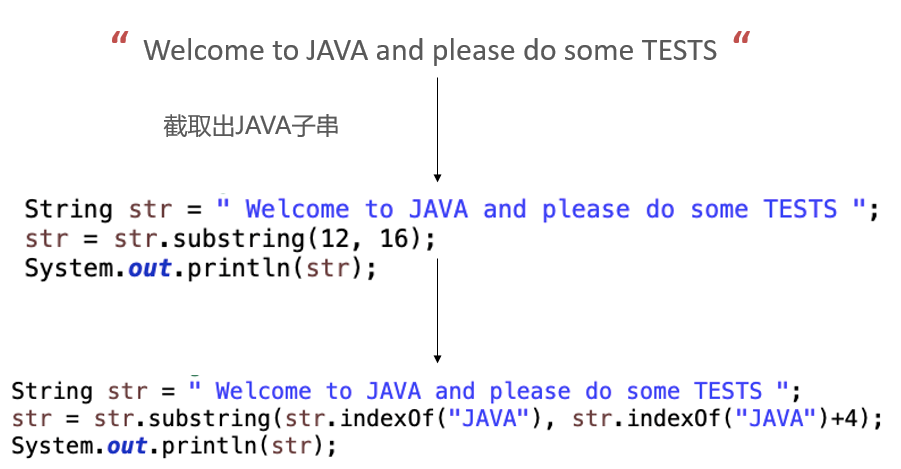 “ Welcome to JAVA and please do some TESTS “
截取出JAVA子串
String str = " Welcome to JAVA and please do some TESTS ";
str = str.substring(12, 16);
System.out.println(str);
String str = " Welcome to JAVA and please do some TESTS ";
str = str.substring(str.indexOf("JAVA"), str.indexOf("JAVA")+4);
System.out.println(str);